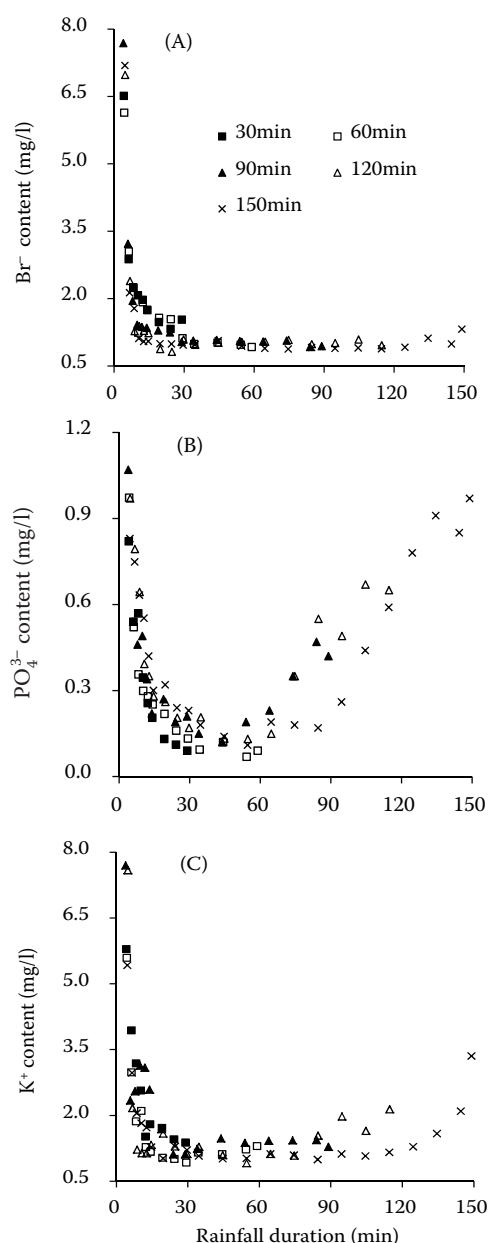 (A)
Br⁻ content (mg/l)
8.0
6.5
5.0
3.5
2.0
0.5
30min 60min
90min 120min
150min
0 30 60 90 120 150
(B)
PO₄³⁻ content (mg/l)
1.2
0.9
0.6
0.3
0.0
0 30 60 90 120 150
(C)
K⁺ content (mg/l)
8.0
6.5
5.0
3.5
2.0
0.5
0 30 60 90 120 150
Rainfall duration (min)